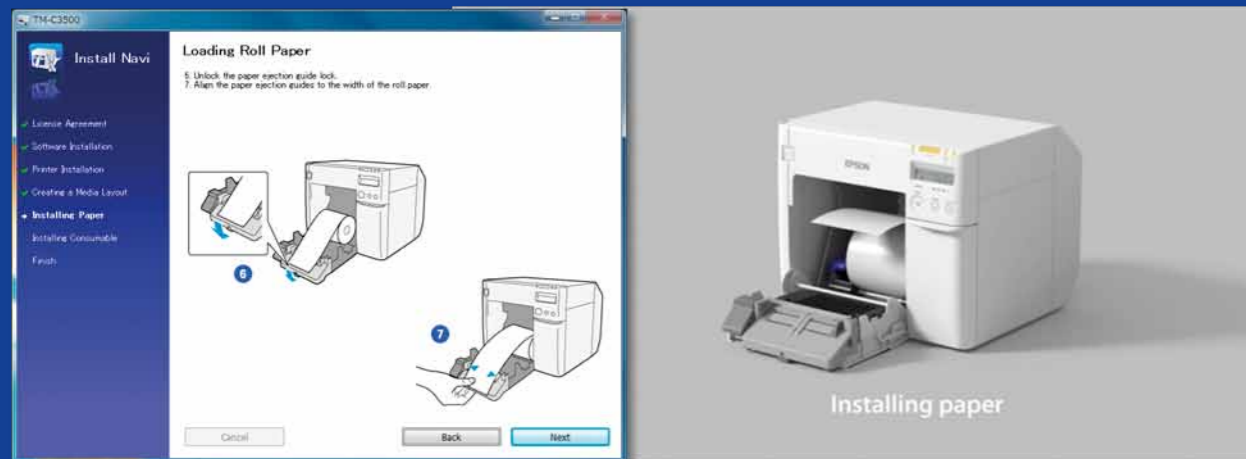 TM-C3500
Install Navi
License Agreement
Software Installation
Printer Installation
Creating a Media Layout
Installing Paper
Installing Consumable
Finish
Loading Roll Paper
6. Unlock the paper ejection guide lock.
7. Align the paper ejection guides to the width of the roll paper.
6
7
Cancel
Back
Next
EPSON
Installing paper